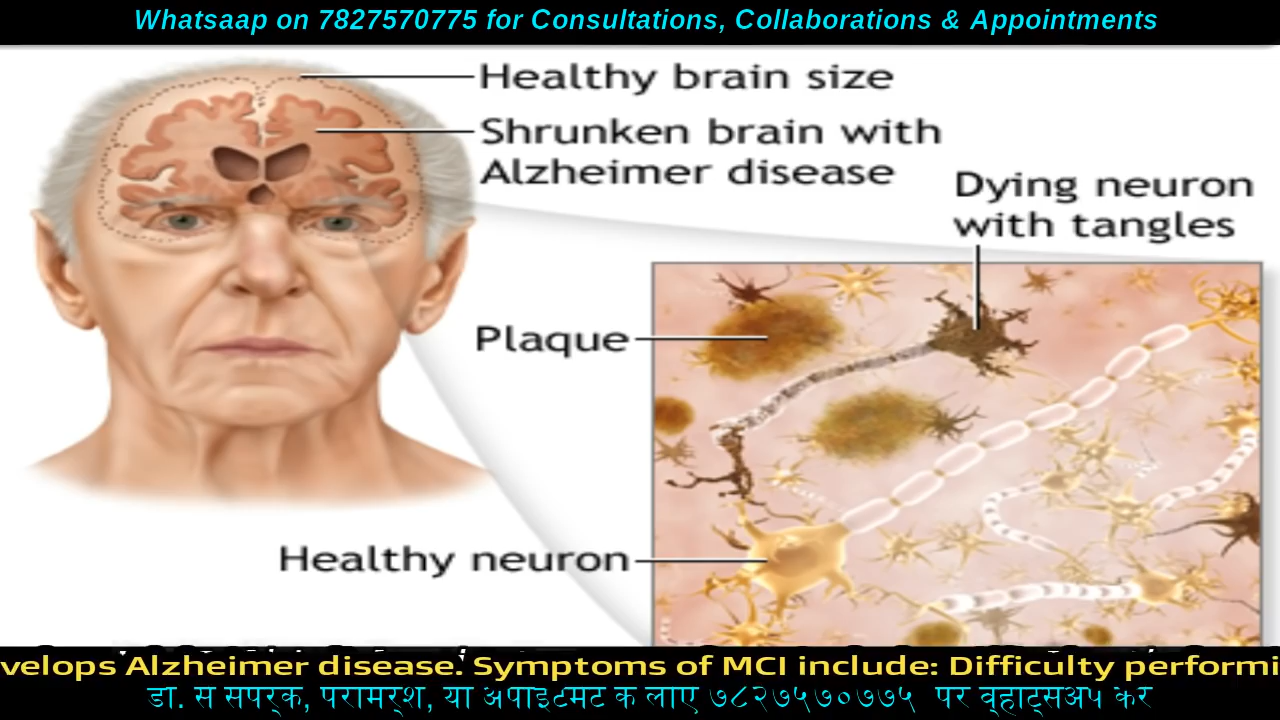 Whatsaap on 7827570775 for Consultations, Collaborations & Appointments
Healthy brain size
Shrunken brain with
Alzheimer disease
Dying neuron
with tangles
Plaque
Healthy neuron
velops Alzheimer disease. Symptoms of MCI include: Difficulty performi
डा. स सपर्क, परामर्श, या अपाइटमट क लाए ७८२७५७०७७५ पर व्हाट्सअप कर